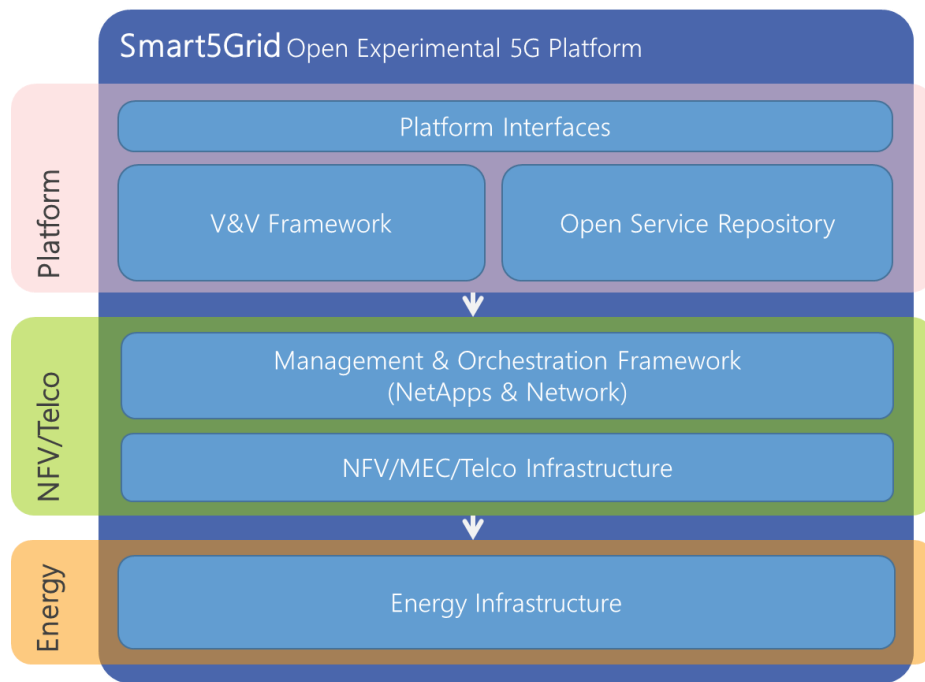 Smart5Grid Open Experimental 5G Platform
Platform
Platform Interfaces
V&V Framework
Open Service Repository
NFV/Telco
Management & Orchestration Framework
(NetApps & Network)
NFV/MEC/Telco Infrastructure
Energy
Energy Infrastructure